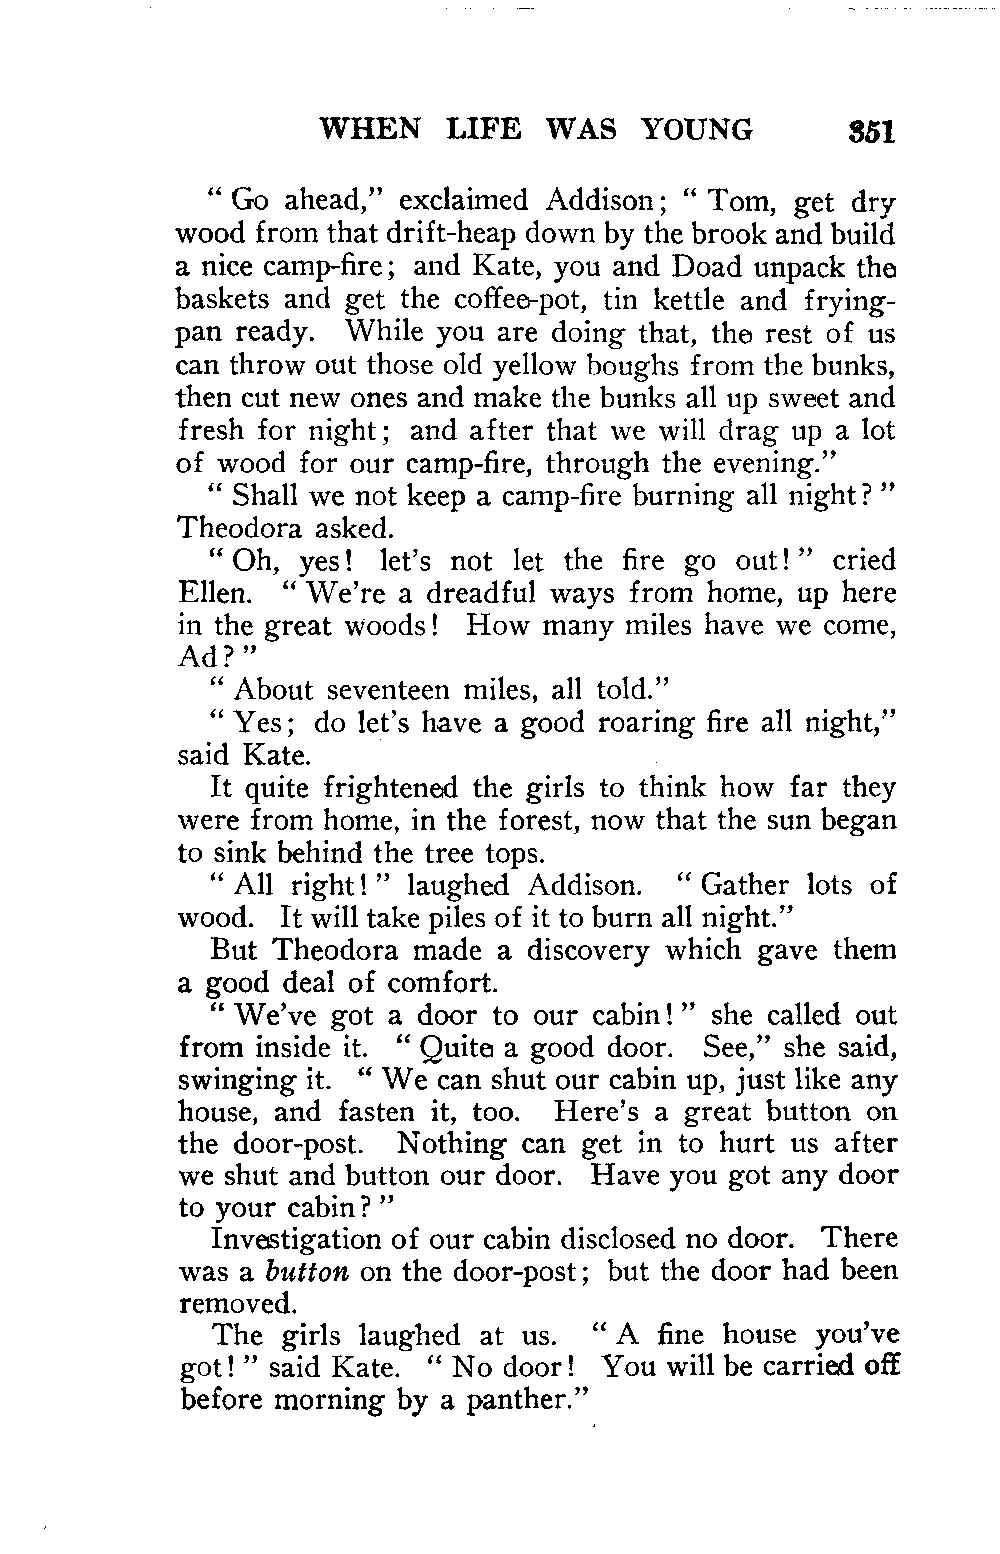 WHEN LIFE WAS YOUNG 351
" Go ahead," exclaimed Addison; " Tom, get dry
wood from that drift-heap down by the brook and build
a nice camp-fire; and Kate, you and Doad unpack the
baskets and get the coffee-pot, tin kettle and frying-
pan ready. While you are doing that, the rest of us
can throw out those old yellow boughs from the bunks,
then cut new ones and make the bunks all up sweet and
fresh for night; and after that we will drag up a lot
of wood for our camp-fire, through the evening."
" Shall we not keep a camp-fire burning all night? "
Theodora asked.
" Oh, yes! let's not let the fire go out! " cried
Ellen. " We're a dreadful ways from home, up here
in the great woods! How many miles have we come,
Ad? "
" About seventeen miles, all told."
" Yes; do let's have a good roaring fire all night,"
said Kate.
It quite frightened the girls to think how far they
were from home, in the forest, now that the sun began
to sink behind the tree tops.
" All right! " laughed Addison. " Gather lots of
wood. It will take piles of it to burn all night."
But Theodora made a discovery which gave them
a good deal of comfort.
" We've got a door to our cabin! " she called out
from inside it. " Quite a good door. See," she said,
swinging it. " We can shut our cabin up, just like any
house, and fasten it, too. Here's a great button on
the door-post. Nothing can get in to hurt us after
we shut and button our door. Have you got any door
to your cabin? "
Investigation of our cabin disclosed no door. There
was a button on the door-post; but the door had been
removed.
The girls laughed at us. " A fine house you've
got! " said Kate. " No door! You will be carried off
before morning by a panther."